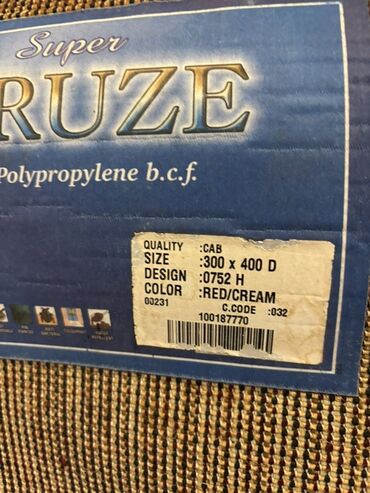 Super
RUZE
Polypropylene b.c.f.
QUALITY :CAB
SIZE :300 x 400 D
DESIGN :0752 H
COLOR :RED/CREAM
00231 C.CODE :032
100187770